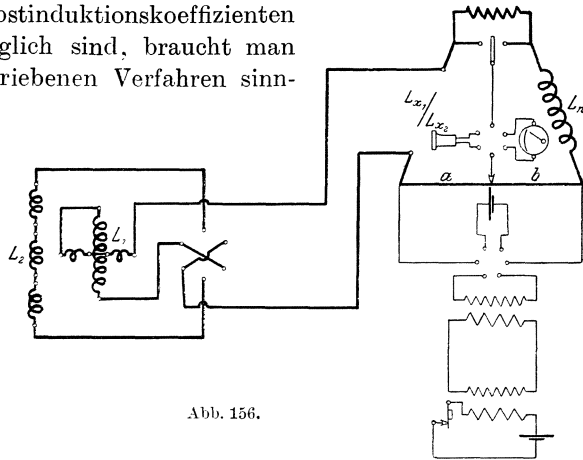 bstinduktionskoeffizienten
glich sind, braucht man
riebenen Verfahren sinn-
L_{x_1}/L_{x_2}
L_n
a b
L_1
L_2
Abb. 156.